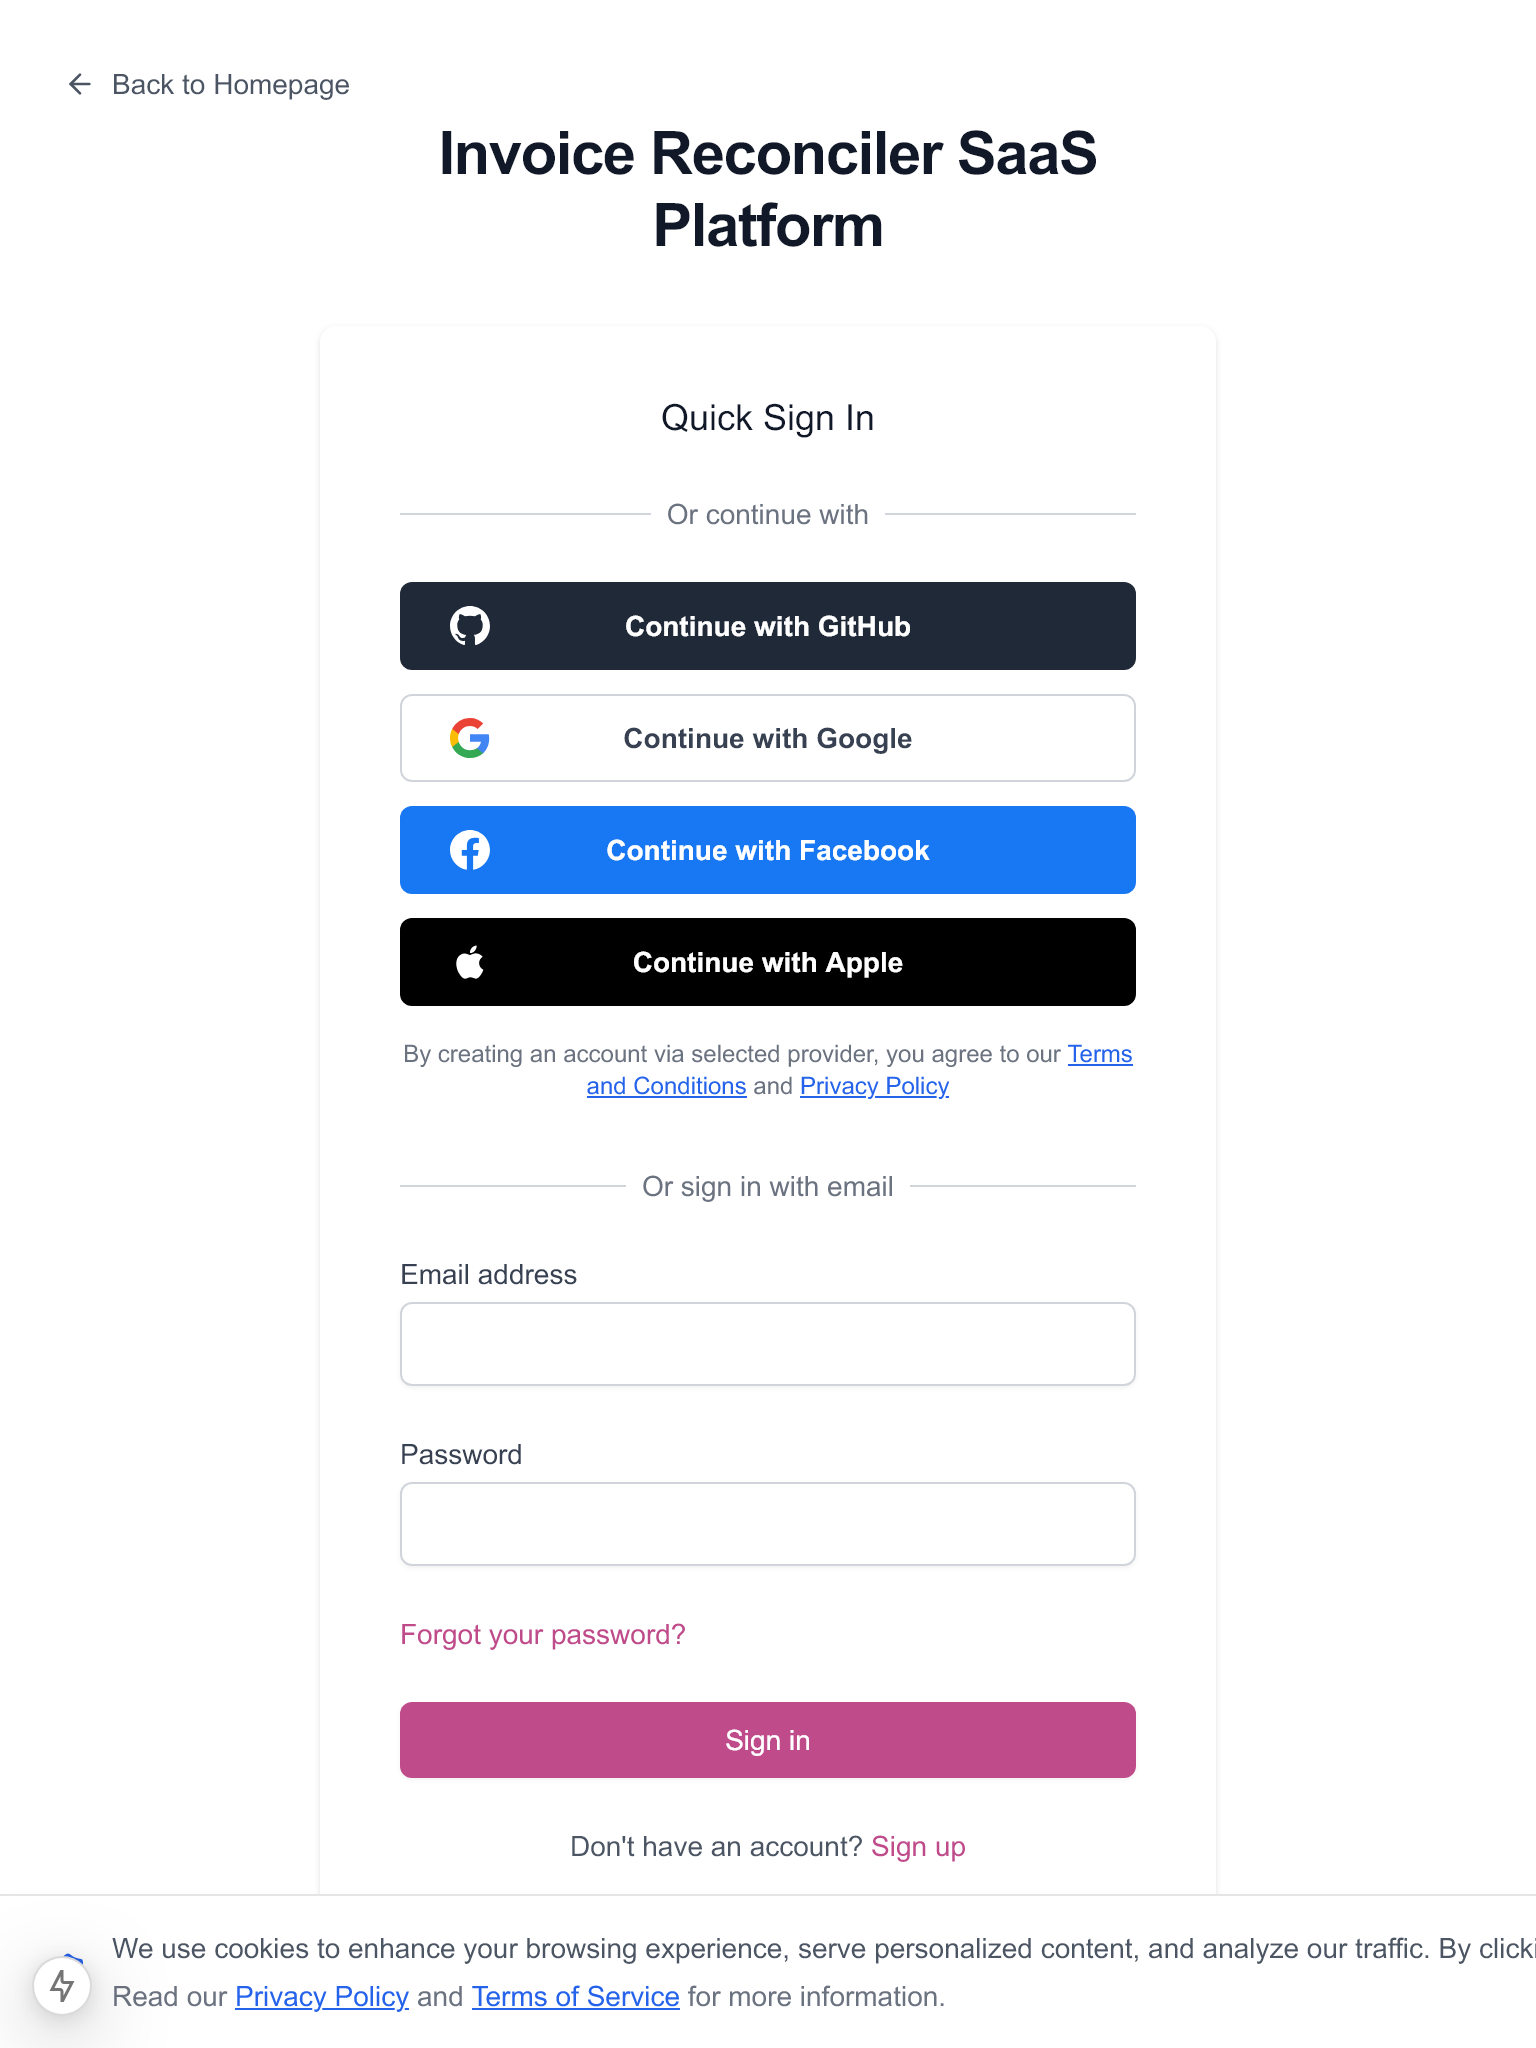 Back to Homepage
Invoice Reconciler SaaS
Platform
Quick Sign In
Or continue with
Continue with GitHub
Continue with Google
Continue with Facebook
Continue with Apple
By creating an account via selected provider, you agree to our Terms
and Conditions and Privacy Policy
Or sign in with email
Email address
Password
Forgot your password?
Sign in
Don't have an account? Sign up
We use cookies to enhance your browsing experience, serve personalized content, and analyze our traffic. By
Read our Privacy Policy and Terms of Service for more information.